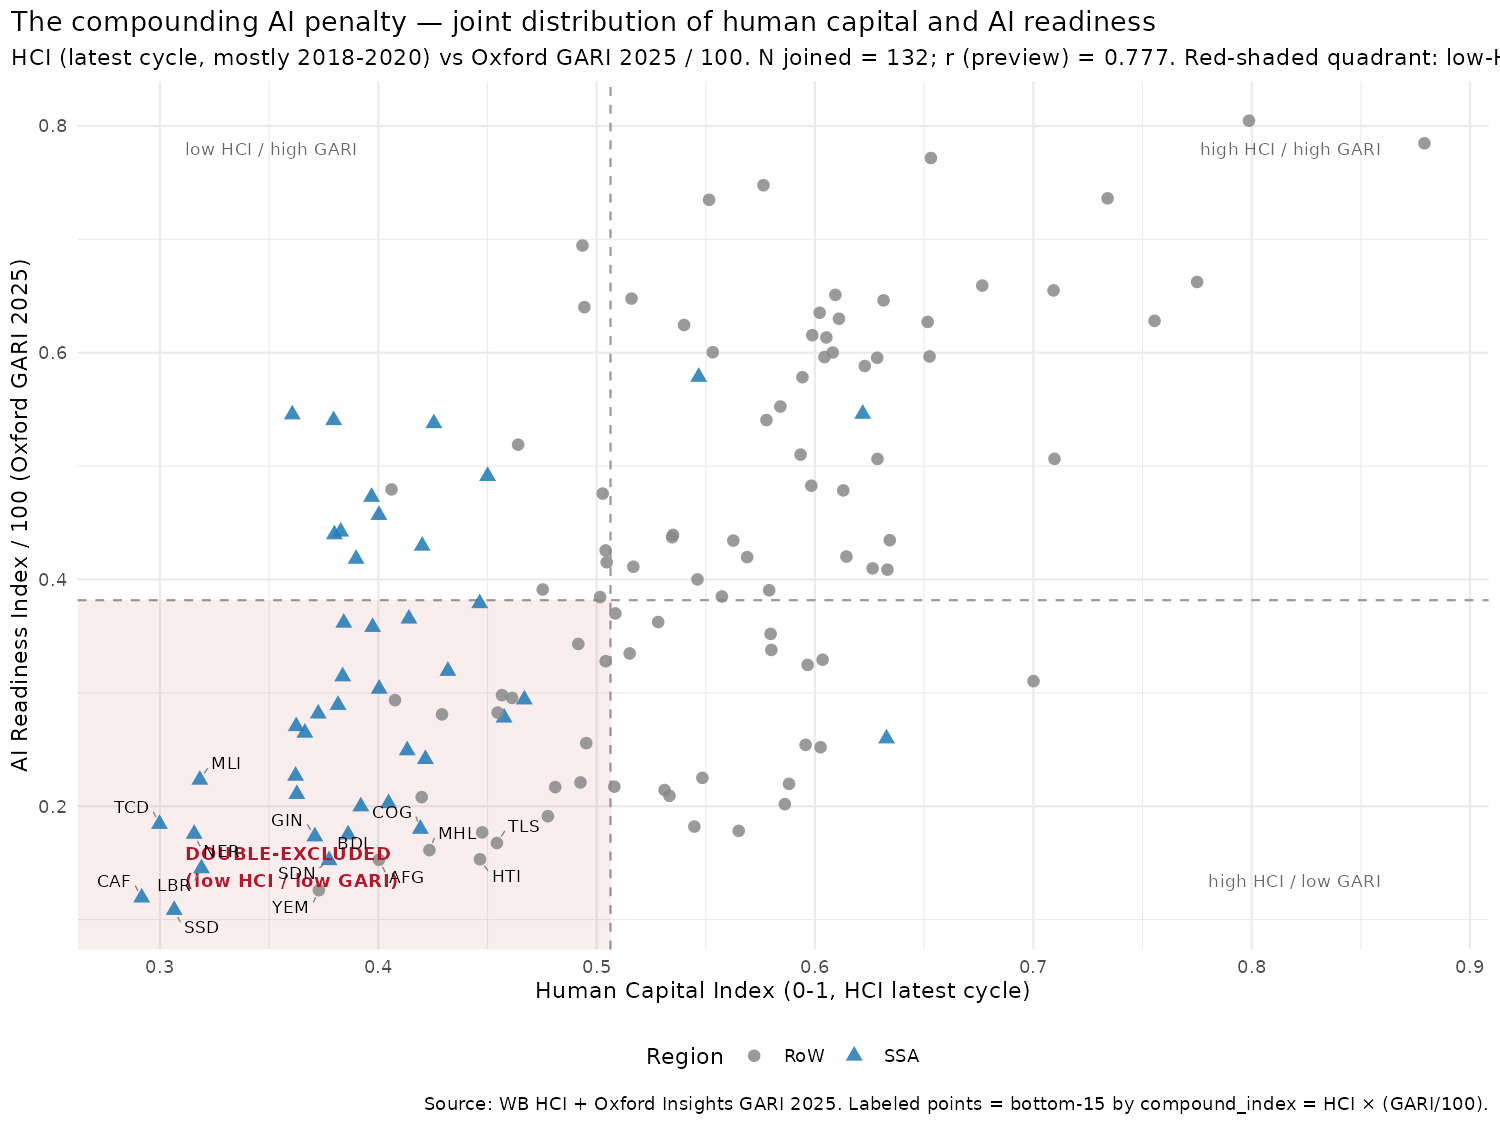 The compounding AI penalty — joint distribution of human capital and AI readiness
HCI (latest cycle, mostly 2018-2020) vs Oxford GARI 2025 / 100. N joined = 132; r (preview) = 0.777. Red-shaded quadrant: low-H
AI Readiness Index / 100 (Oxford GARI 2025)
0.8
0.6
0.4
0.2
low HCI / high GARI
high HCI / high GARI
MLI
TCD
GIN
COG
MHL
TLS
NER
BDI
DOUBLE-EXCLUDED
(low HCI / low GARI)
CAF
LBR
SDN
AFG
HTI
YEM
SSD
high HCI / low GARI
0.3
0.4
0.5
0.6
0.7
0.8
0.9
Human Capital Index (0-1, HCI latest cycle)
Region
RoW
SSA
Source: WB HCI + Oxford Insights GARI 2025. Labeled points = bottom-15 by compound_index = HCI × (GARI/100).